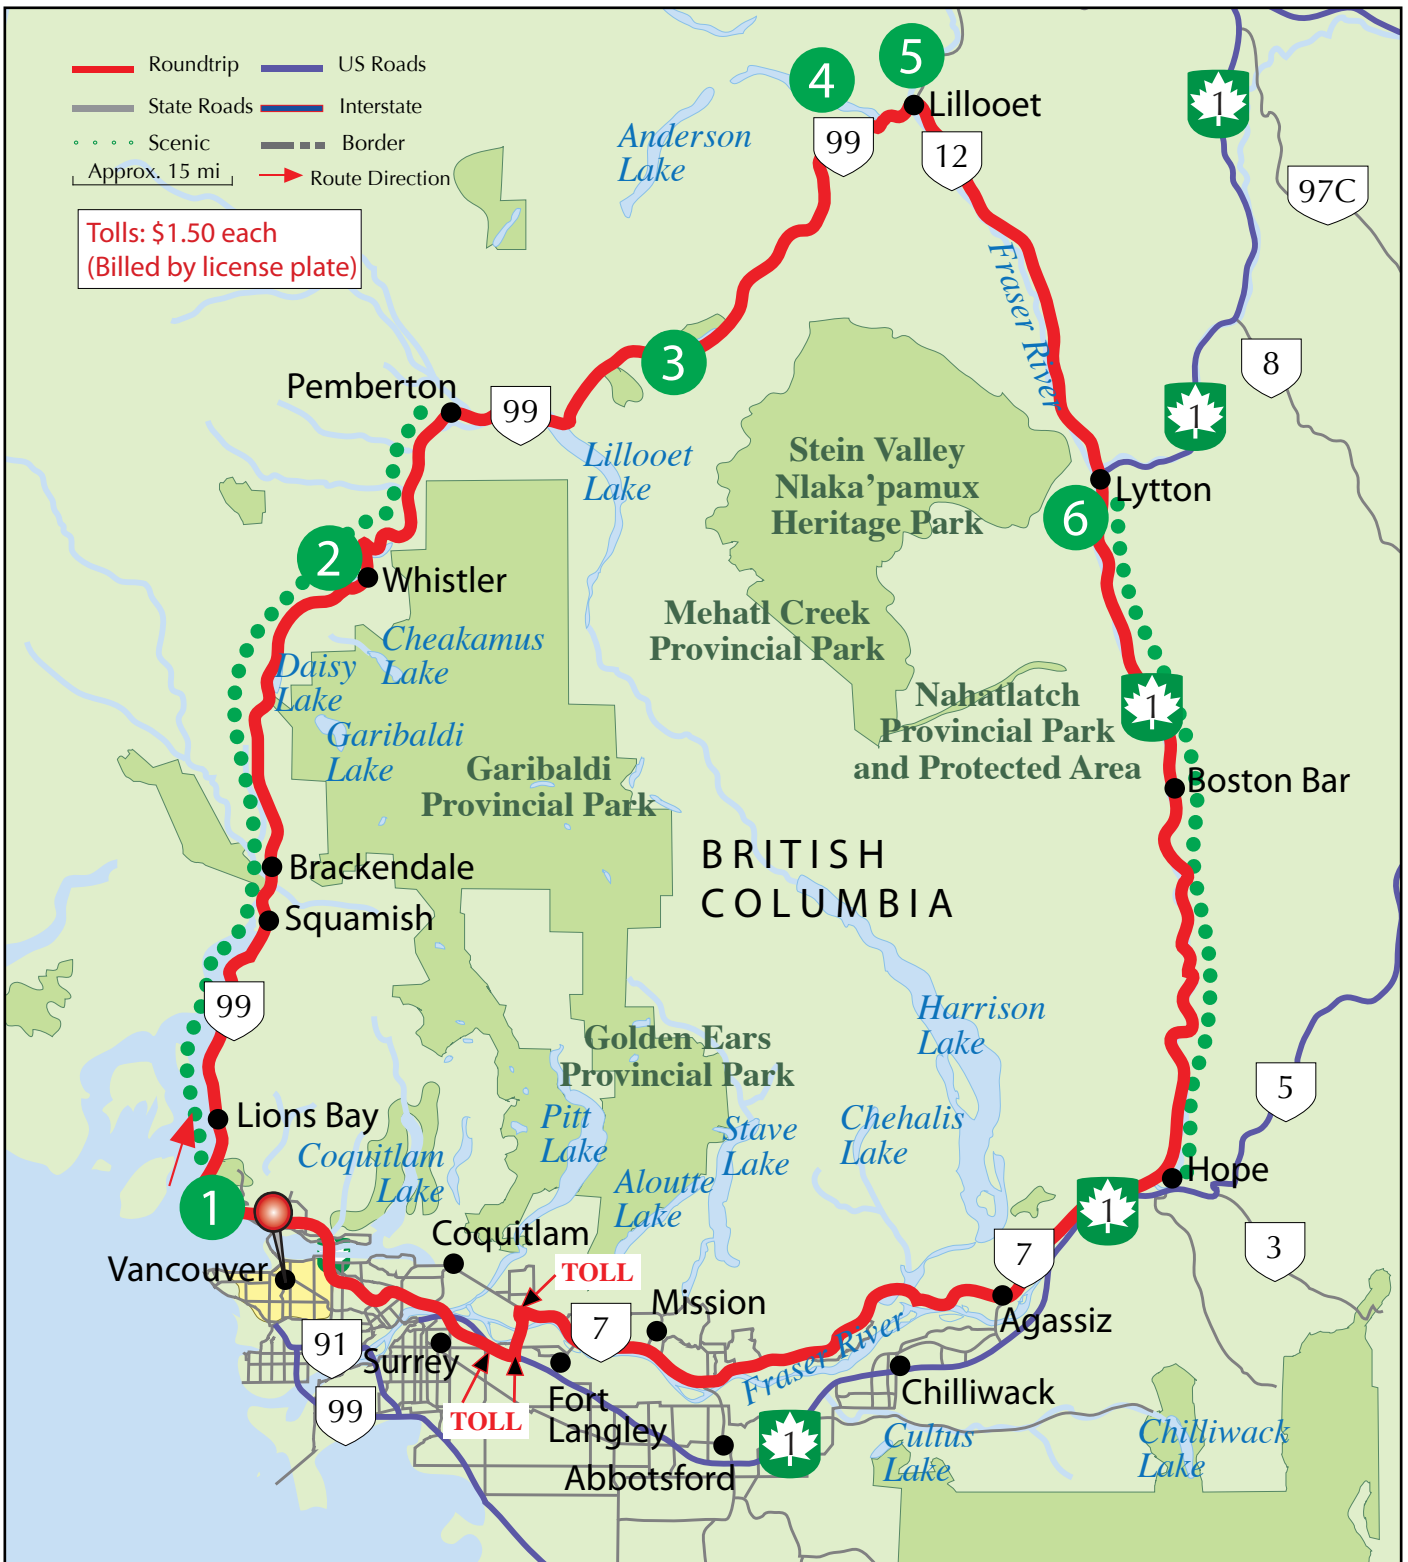 Roundtrip
US Roads
State Roads
Interstate
Scenic
Border
Approx. 15 mi
Route Direction
Tolls: $1.50 each
(Billed by license plate)
4
5
Lillooet
99
12
1
97C
Anderson
Lake
Fraser River
3
8
1
Pemberton
99
Lillooet
Lake
Stein Valley
Nlaka’pamux
Heritage Park
Lytton
6
2
Whistler
Mehatl Creek
Provincial Park
Cheakamus
Lake
Daisy
Lake
Garibaldi
Lake
Nahatlatch
Provincial Park
and Protected Area
1
Garibaldi
Provincial Park
Boston Bar
BRITISH
COLUMBIA
Brackendale
Squamish
99
Harrison
Lake
Golden Ears
Provincial Park
5
Lions Bay
Pitt
Lake
Stave
Lake
Chehalis
Lake
Coquitlam
Lake
Aloutte
Lake
Hope
1
1
Coquitlam
7
3
Vancouver
TOLL
Mission
Agassiz
7
91
Surrey
Fraser River
Chilliwack
99
TOLL
Fort
Langley
1
Abbotsford
Cultus
Lake
Chilliwack
Lake